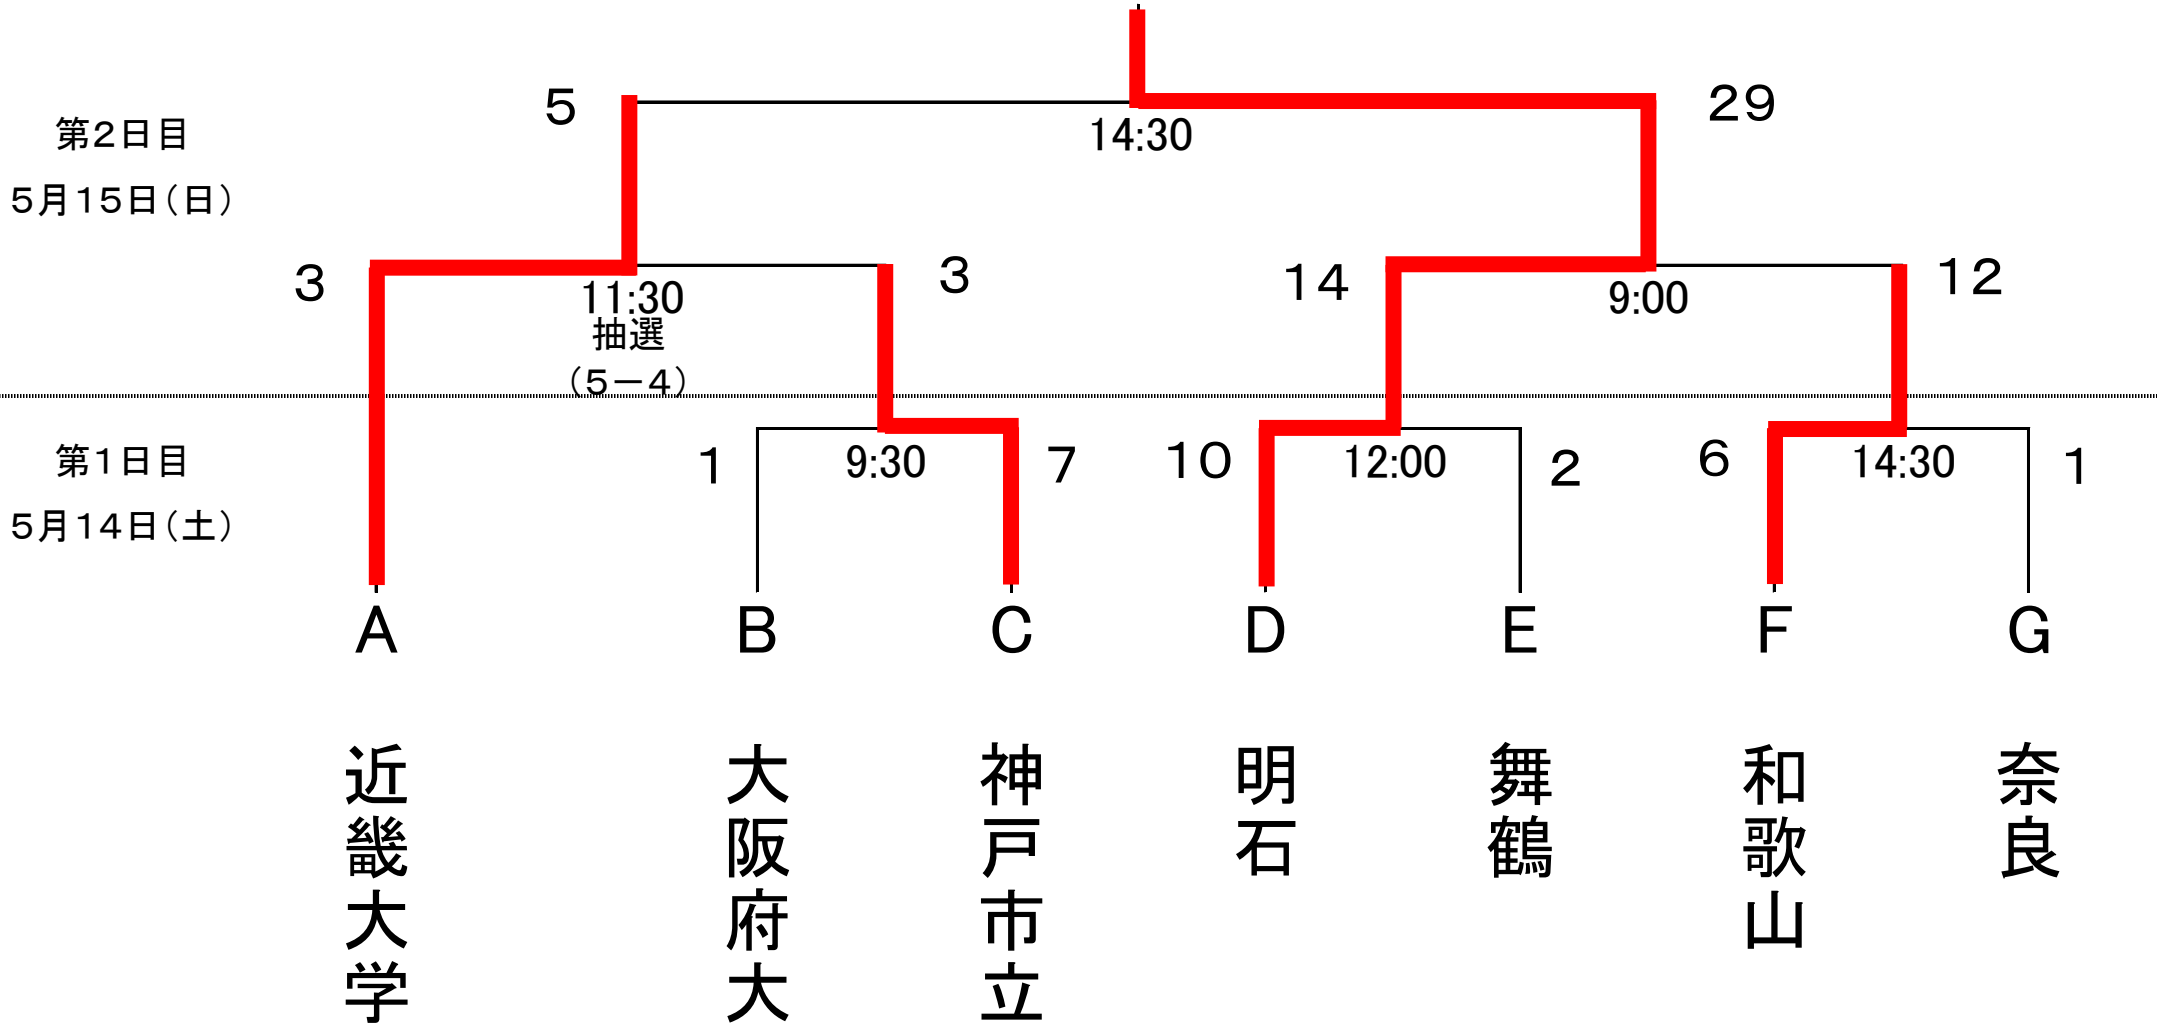 5
29
第2日目
14:30
5月15日(日)
3
3
14
12
11:30
9:00
抽選
(5－4)
第1日目
1
9:30
7
10
12:00
2
6
14:30
1
5月14日(土)
A
B
C
D
E
F
G
近畿大学
大阪府大
神戸市立
明石
舞鶴
和歌山
奈良